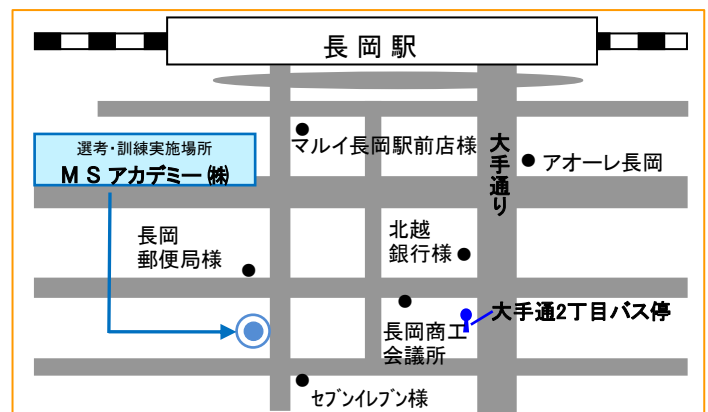 長岡駅
選考・訓練実施場所
ＭＳアカデミー㈱
マルイ長岡駅前店様
大手通り
アオーレ長岡
長岡
郵便局様
北越
銀行様
大手通2丁目バス停
長岡商工
会議所
ｾﾌﾞﾝｲﾚﾌﾞﾝ様